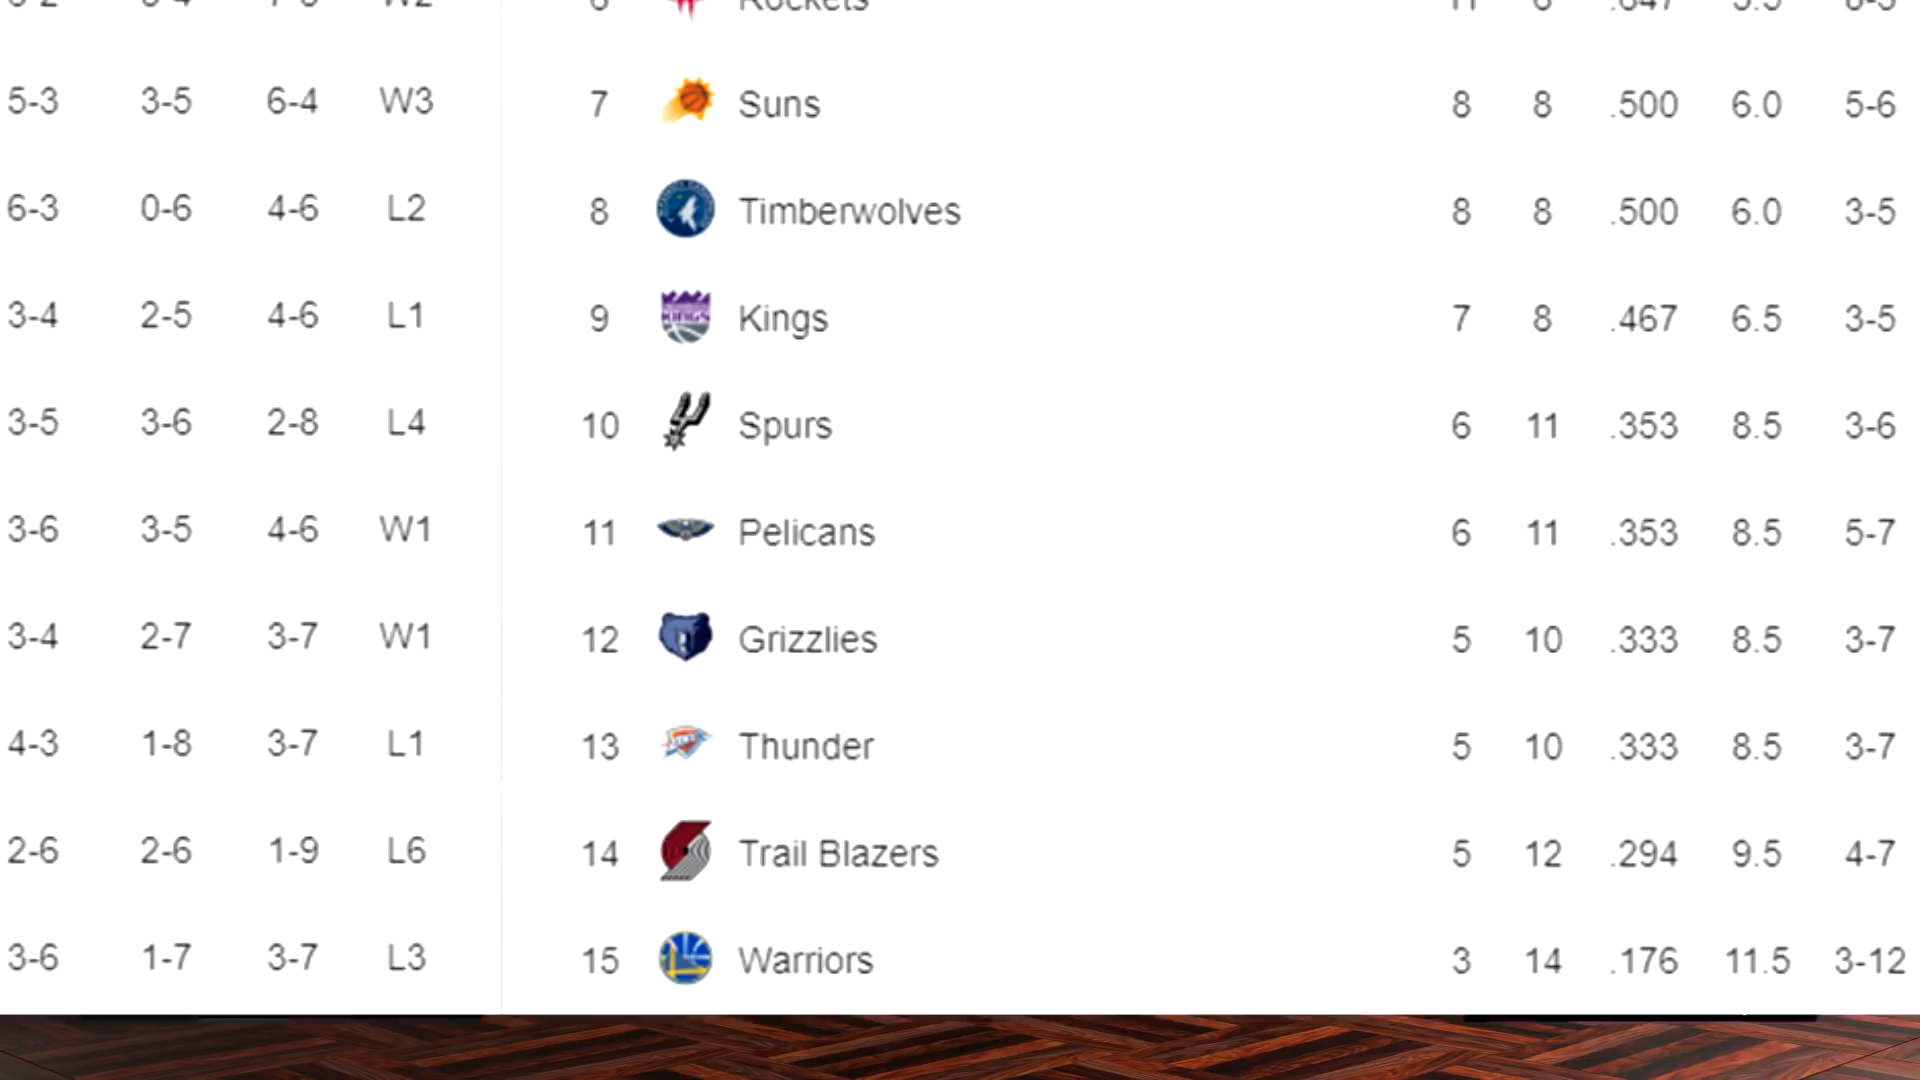 6 Rockets 11 6 .647 3.5
5-3 3-5 6-4 W3 7 Suns 8 8 .500 6.0 5-6
6-3 0-6 4-6 L2 8 Timberwolves 8 8 .500 6.0 3-5
3-4 2-5 4-6 L1 9 Kings 7 8 .467 6.5 3-5
3-5 3-6 2-8 L4 10 Spurs 6 11 .353 8.5 3-6
3-6 3-5 4-6 W1 11 Pelicans 6 11 .353 8.5 5-7
3-4 2-7 3-7 W1 12 Grizzlies 5 10 .333 8.5 3-7
4-3 1-8 3-7 L1 13 Thunder 5 10 .333 8.5 3-7
2-6 2-6 1-9 L6 14 Trail Blazers 5 12 .294 9.5 4-7
3-6 1-7 3-7 L3 15 Warriors 3 14 .176 11.5 3-12